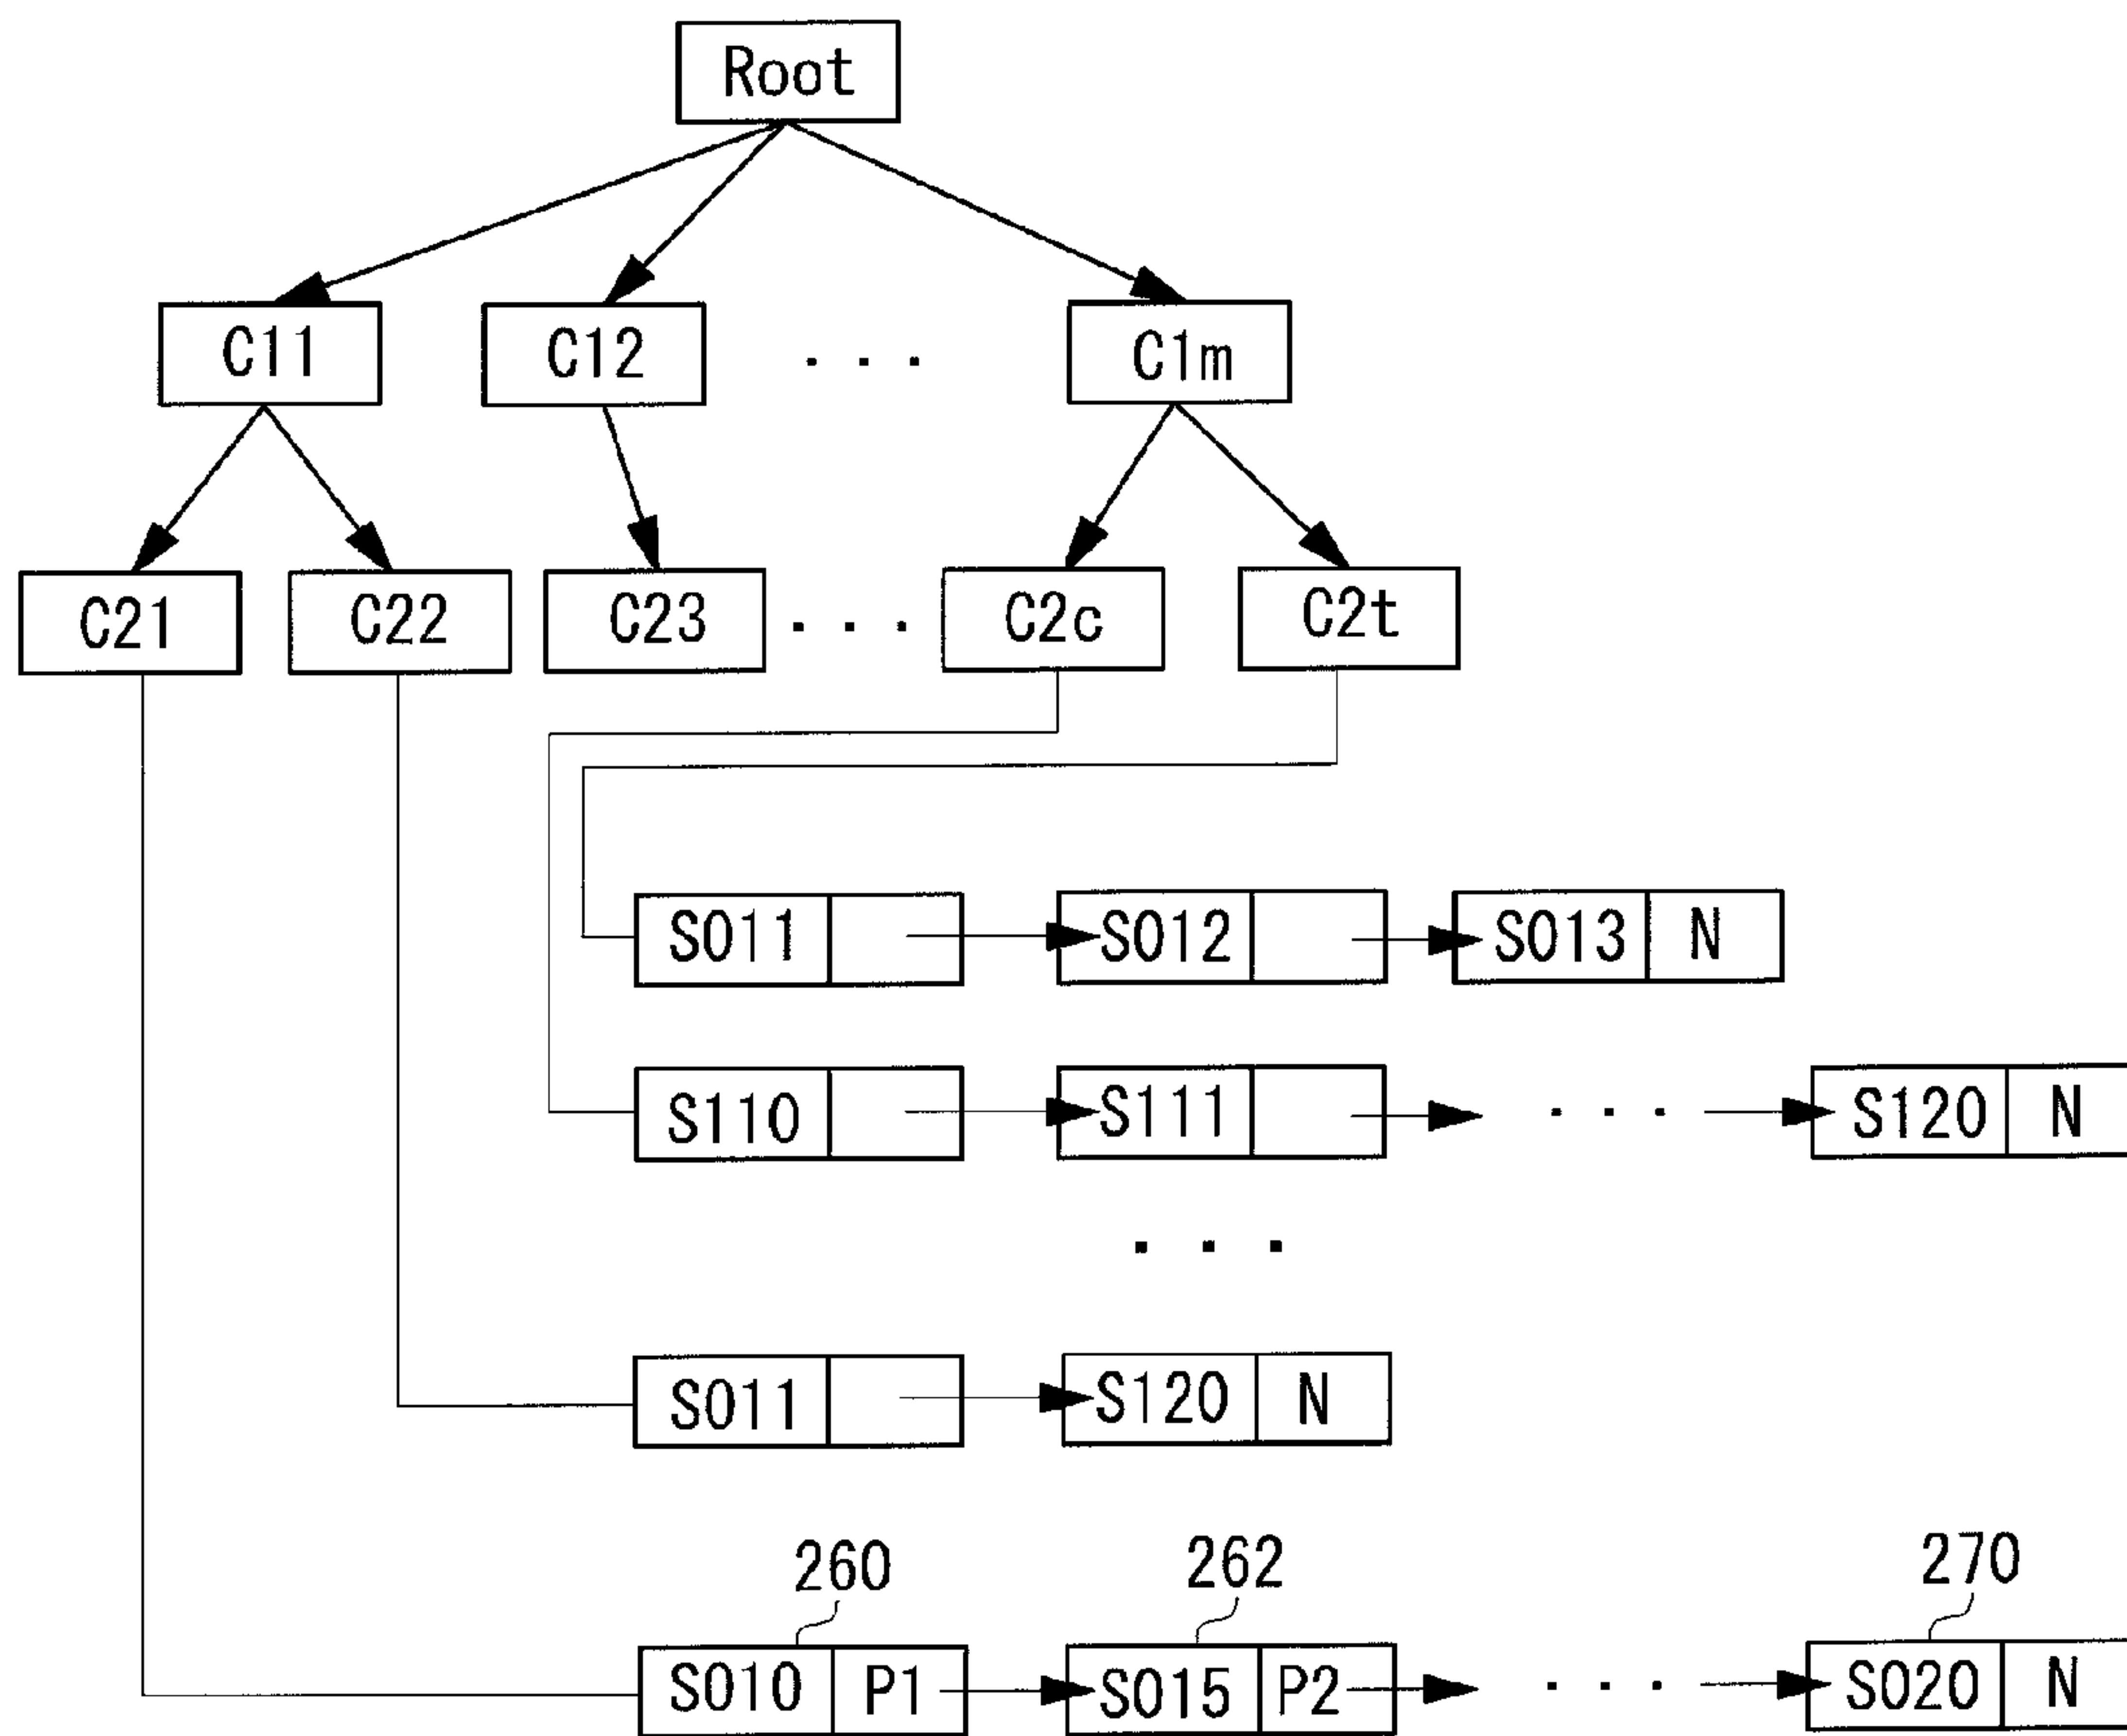 Root
C11 C12 . . . C1m
C21 C22 C23 . . . C2c C2t
S011 S012 S013 N
S110 S111 . . . S120 N
. . .
S011 S120 N
260 262 270
S010 P1 S015 P2 . . . S020 N